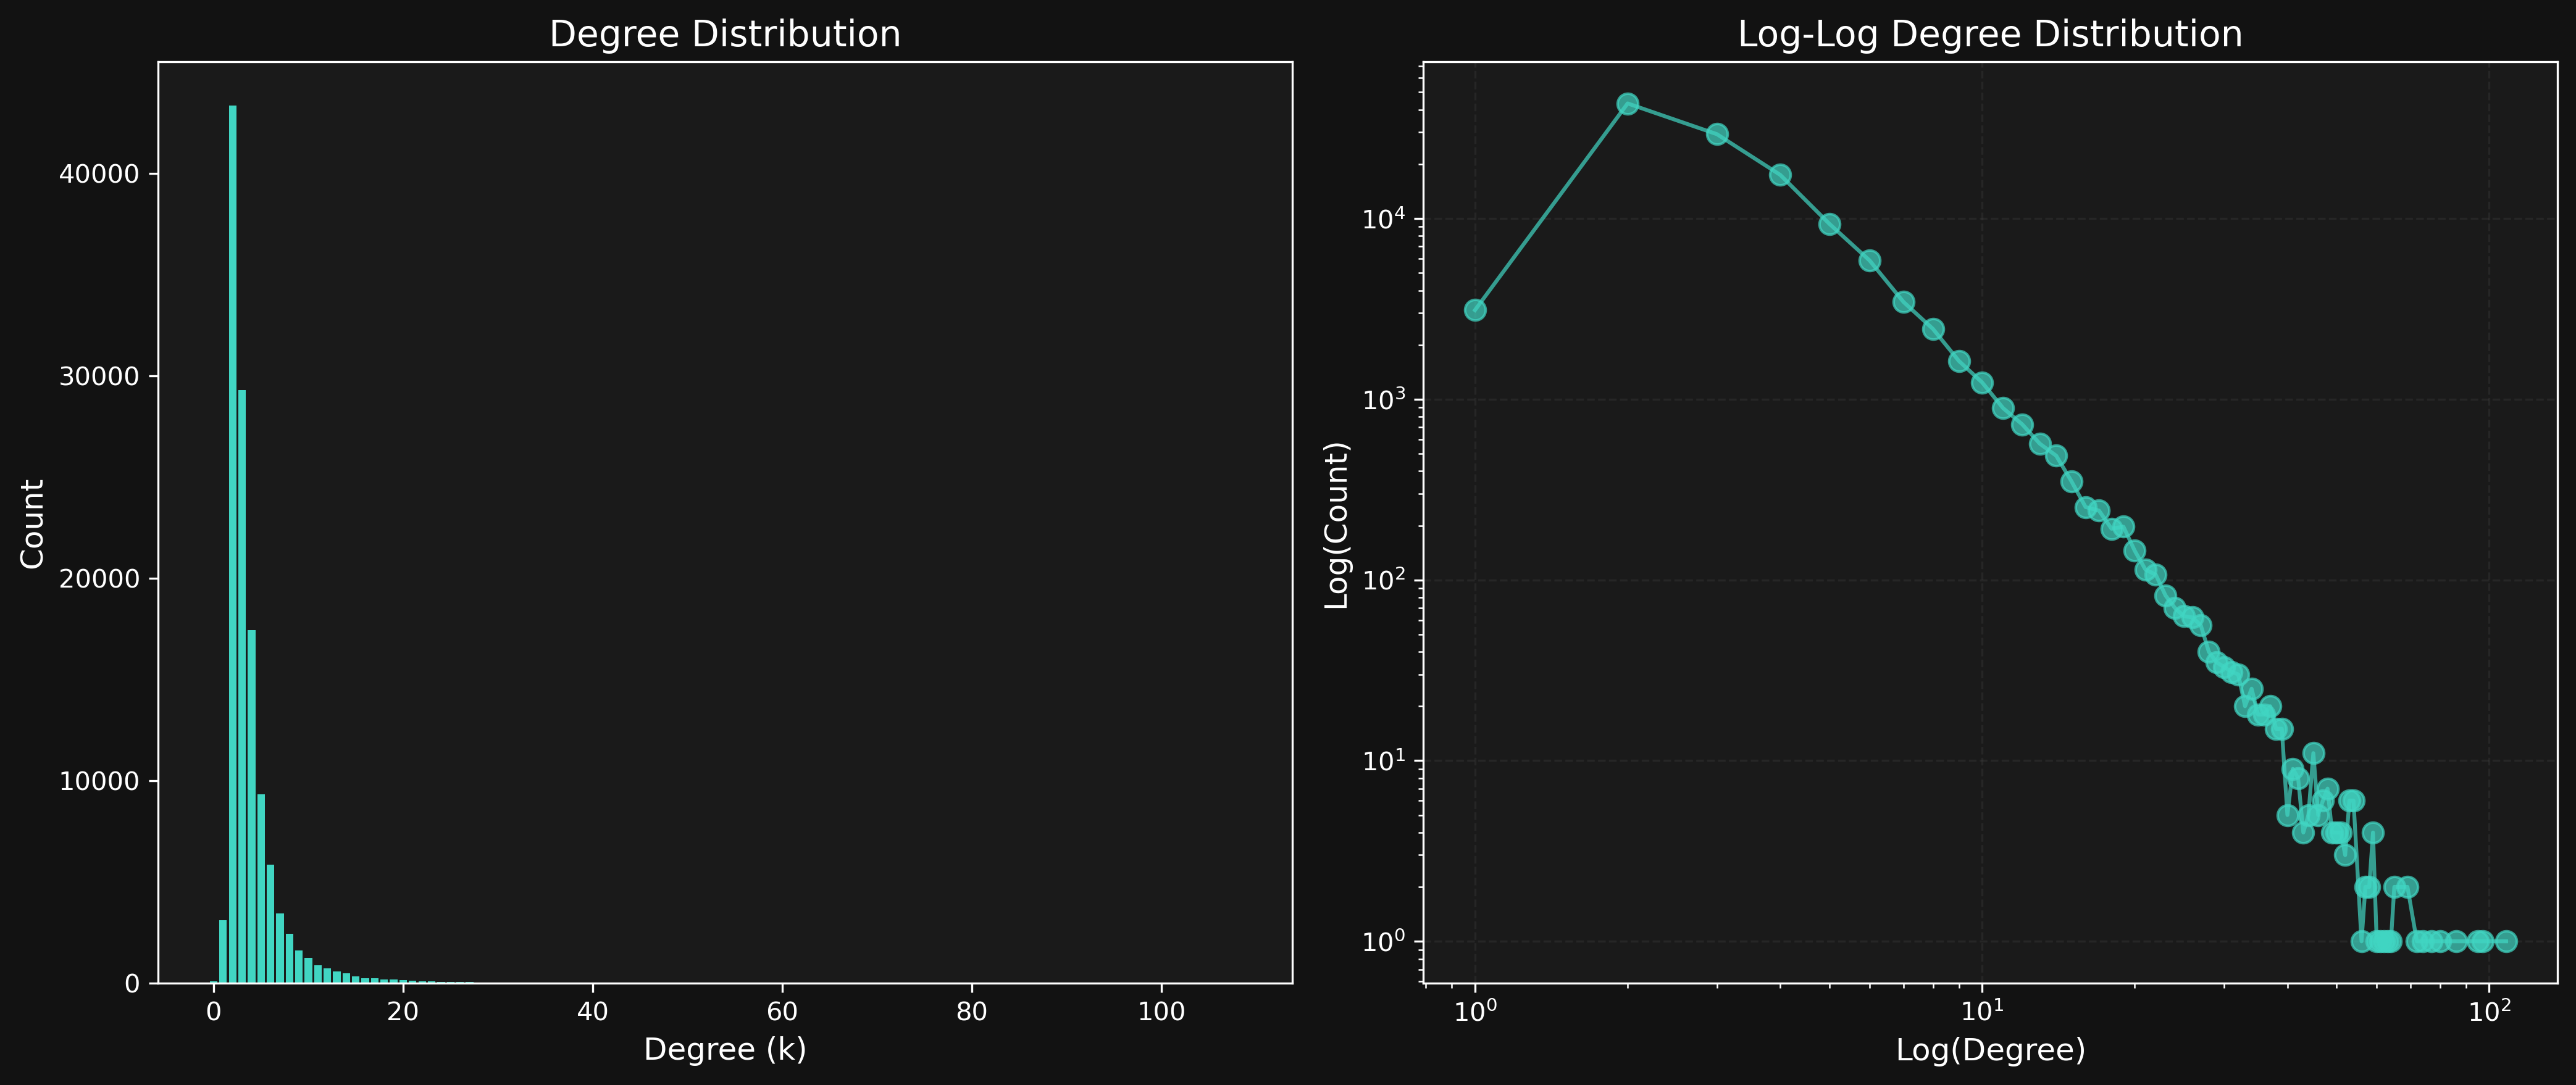 Degree Distribution
Count
40000
30000
20000
10000
0
0 20 40 60 80 100
Degree (k)
Log-Log Degree Distribution
Log(Count)
10⁴
10³
10²
10¹
10⁰
10⁰ 10¹ 10²
Log(Degree)